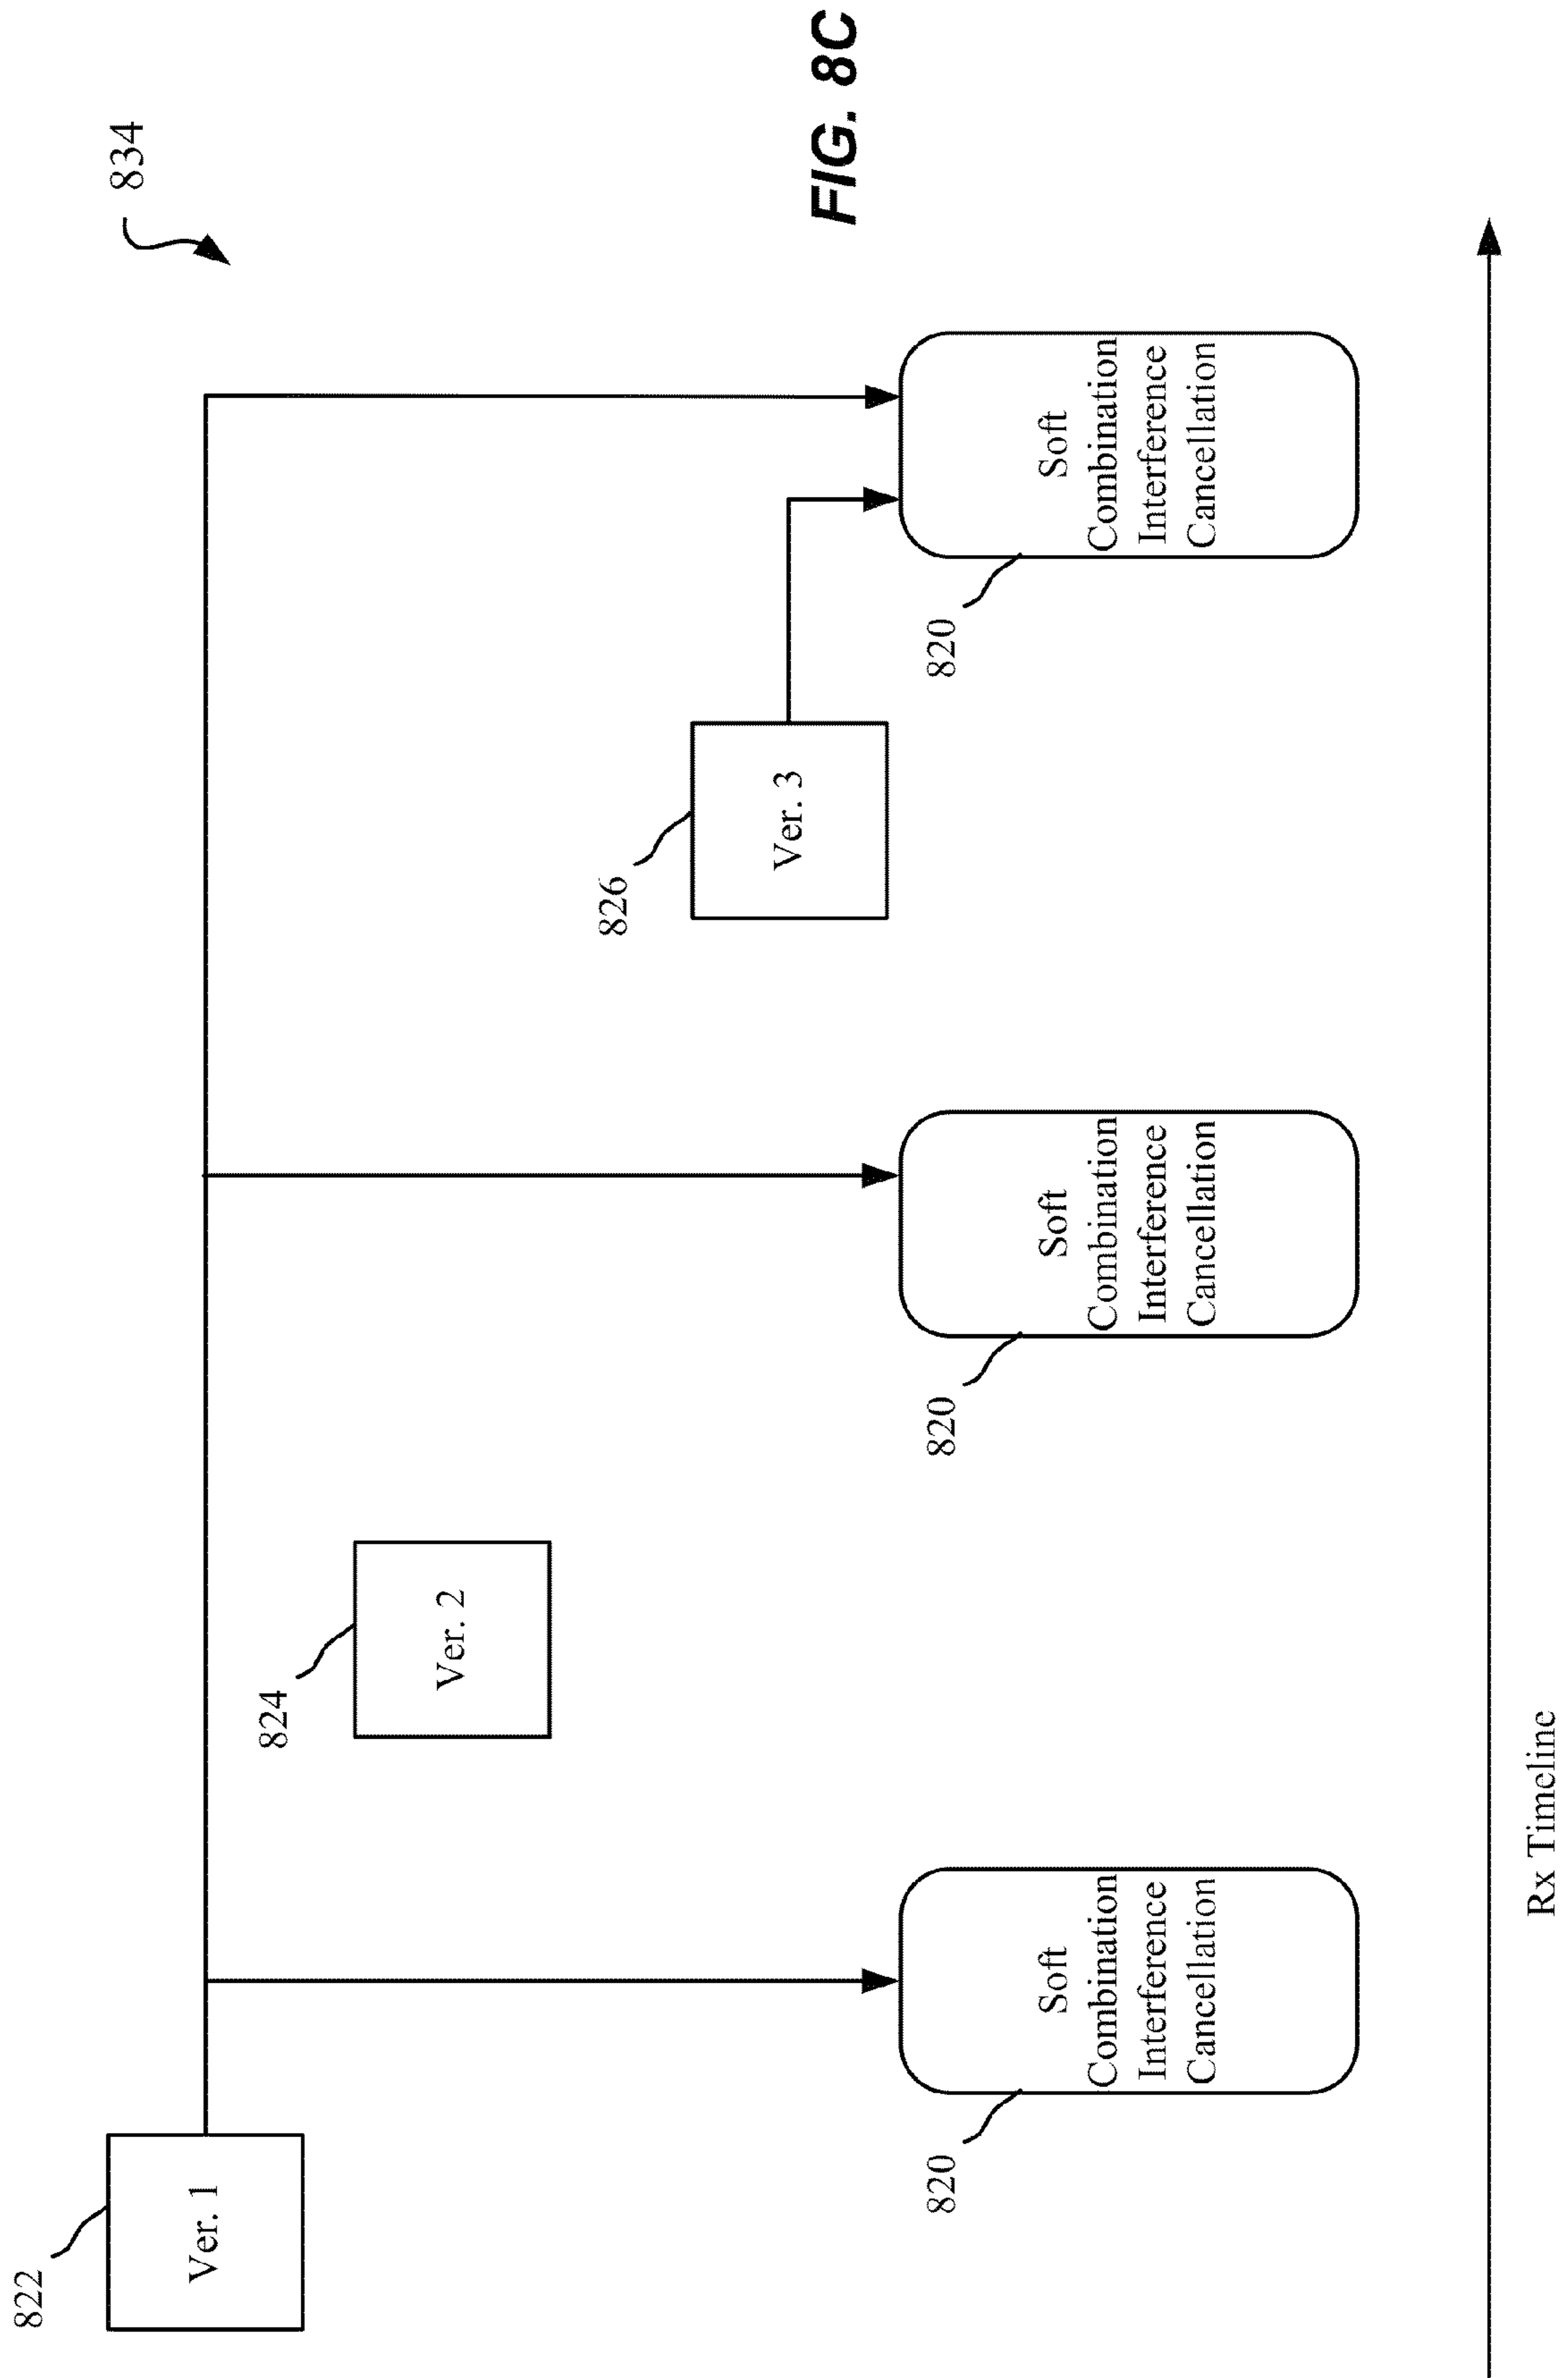 834
822
Ver. 1
824
Ver. 2
826
Ver. 3
820
Soft
Combination
Interference
Cancellation
820
Soft
Combination
Interference
Cancellation
820
Soft
Combination
Interference
Cancellation
Rx Timeline
FIG. 8C